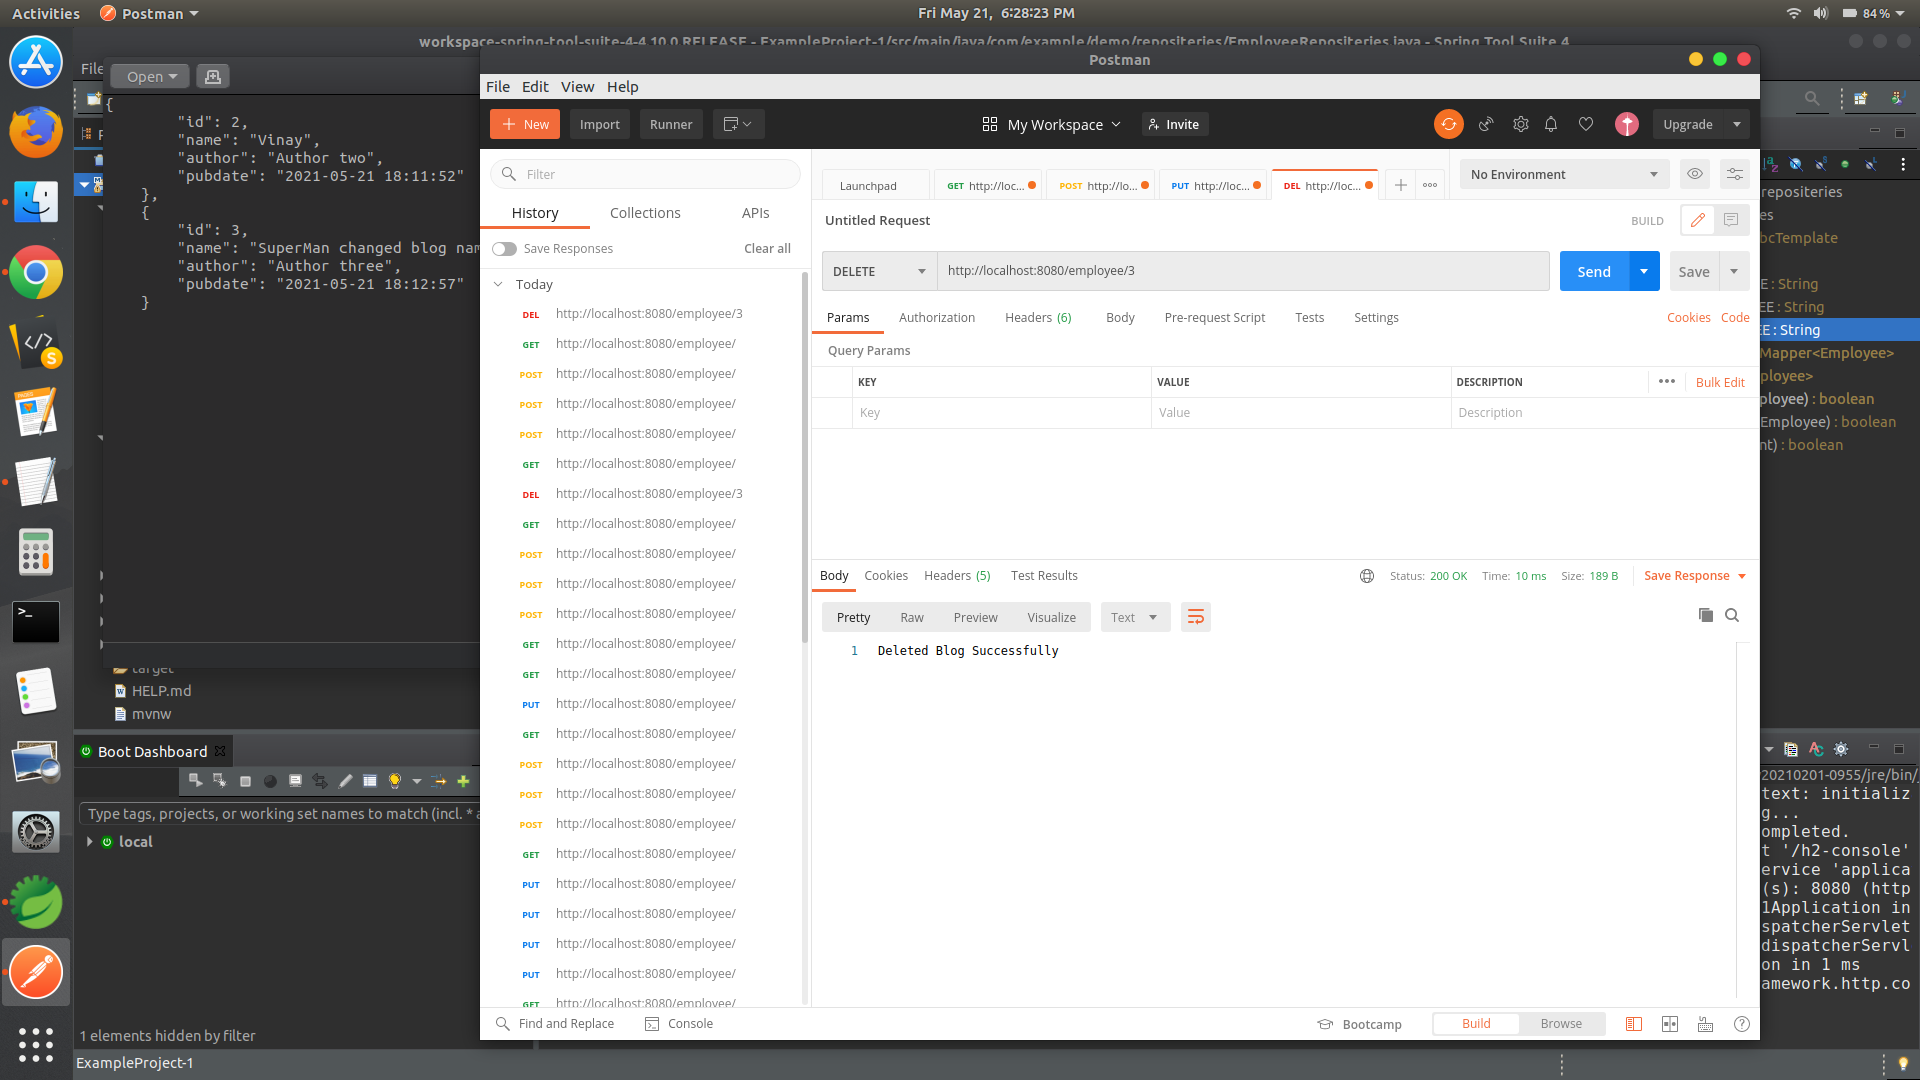 Activities
Postman
Fri May 21, 6:28:23 PM
84 %
workspace-spring-tool-suite-4-4.10.0.RELEASE - ExampleProject-1/src/main/java/com/example/demo/repositeries/EmployeeRepositeries.java - Spring Tool Suite 4
File
Open
{
"id": 2,
"name": "Vinay",
"author": "Author two",
"pubdate": "2021-05-21 18:11:52"
},
{
"id": 3,
"name": "SuperMan changed blog nam
"author": "Author three",
"pubdate": "2021-05-21 18:12:57"
}
target
HELP.md
mvnw
Boot Dashboard
Type tags, projects, or working set names to match (incl. * a
local
1 elements hidden by filter
ExampleProject-1
Postman
File Edit View Help
New Import Runner
My Workspace
Invite
Upgrade
Filter
History Collections APIs
Save Responses Clear all
Today
DEL http://localhost:8080/employee/3
GET http://localhost:8080/employee/
POST http://localhost:8080/employee/
POST http://localhost:8080/employee/
POST http://localhost:8080/employee/
GET http://localhost:8080/employee/
DEL http://localhost:8080/employee/3
GET http://localhost:8080/employee/
POST http://localhost:8080/employee/
POST http://localhost:8080/employee/
POST http://localhost:8080/employee/
GET http://localhost:8080/employee/
GET http://localhost:8080/employee/
PUT http://localhost:8080/employee/
GET http://localhost:8080/employee/
POST http://localhost:8080/employee/
POST http://localhost:8080/employee/
POST http://localhost:8080/employee/
GET http://localhost:8080/employee/
PUT http://localhost:8080/employee/
PUT http://localhost:8080/employee/
PUT http://localhost:8080/employee/
PUT http://localhost:8080/employee/
GET http://localhost:8080/employee/
Launchpad GET http://loc... POST http://lo... PUT http://loc... DEL http://loc...
No Environment
Untitled Request
BUILD
DELETE http://localhost:8080/employee/3
Send Save
Params Authorization Headers (6) Body Pre-request Script Tests Settings
Cookies Code
Query Params
KEY VALUE DESCRIPTION
Bulk Edit
Key Value Description
Body Cookies Headers (5) Test Results
Status: 200 OK Time: 10 ms Size: 189 B
Save Response
Pretty Raw Preview Visualize Text
1 Deleted Blog Successfully
Find and Replace Console
Bootcamp Build Browse
repositeries
es
bcTemplate
E : String
EE : String
EE : String
Mapper<Employee>
ployee>
ployee) : boolean
Employee) : boolean
nt) : boolean
20210201-0955/jre/bin/
text: initializ
g...
ompleted.
t '/h2-console'
ervice 'applica
(s): 8080 (http
1Application in
spatcherServlet
dispatcherServl
on in 1 ms
amework.http.co